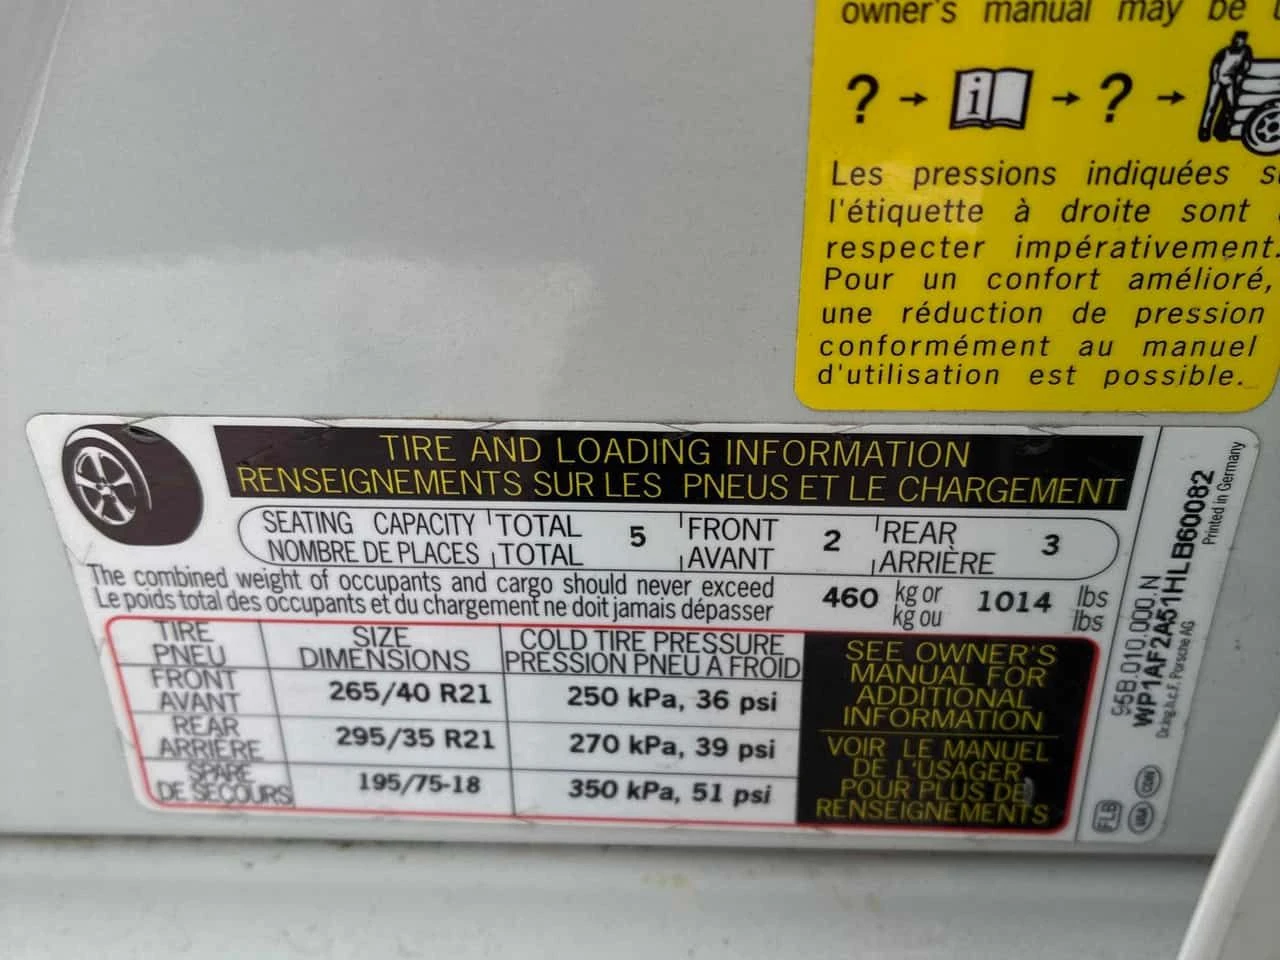 owner's manual may be
? → i → ? →
Les pressions indiquées
l'étiquette à droite sont
respecter impérativement.
Pour un confort amélioré,
une réduction de pression
conformément au manuel
d'utilisation est possible.
TIRE AND LOADING INFORMATION
RENSEIGNEMENTS SUR LES PNEUS ET LE CHARGEMENT
SEATING CAPACITY TOTAL 5 FRONT 2 REAR 3
NOMBRE DE PLACES TOTAL AVANT ARRIÈRE
The combined weight of occupants and cargo should never exceed 460 kg or 1014 lbs
Le poids total des occupants et du chargement ne doit jamais dépasser kg ou lbs
TIRE SIZE COLD TIRE PRESSURE
PNEU DIMENSIONS PRESSION PNEU A FROID
FRONT 265/40 R21 250 kPa, 36 psi
AVANT
REAR 295/35 R21 270 kPa, 39 psi
ARRIÈRE
SPARE 195/75-18 350 kPa, 51 psi
DE SECOURS
SEE OWNER'S
MANUAL FOR
ADDITIONAL
INFORMATION
VOIR LE MANUEL
DE L'USAGER
POUR PLUS DE
RENSEIGNEMENTS
95B.010.000.N
WP1AF2A51HLB60082
Dr.Ing.h.c.F. Porsche AG
Printed in Germany
FLB
USA
CDN